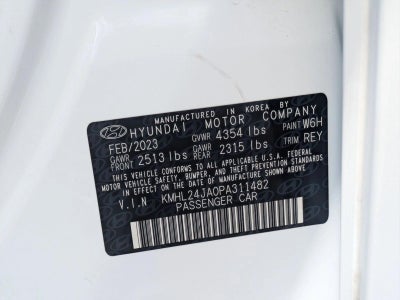 MANUFACTURED IN KOREA BY
HYUNDAI MOTOR COMPANY
FEB/2023 GVWR 4354 lbs PAINT W6H
GAWR FRONT 2513 lbs GAWR REAR 2315 lbs TRIM REY
THIS VEHICLE CONFORMS TO ALL APPLICABLE U.S.A. FEDERAL
MOTOR VEHICLE SAFETY, BUMPER, AND THEFT PREVENTION
STANDARDS IN EFFECT ON THE DATE OF MANUFACTURE SHOWN ABOVE.
V.I.N KMHL24JA0PA311482
PASSENGER CAR